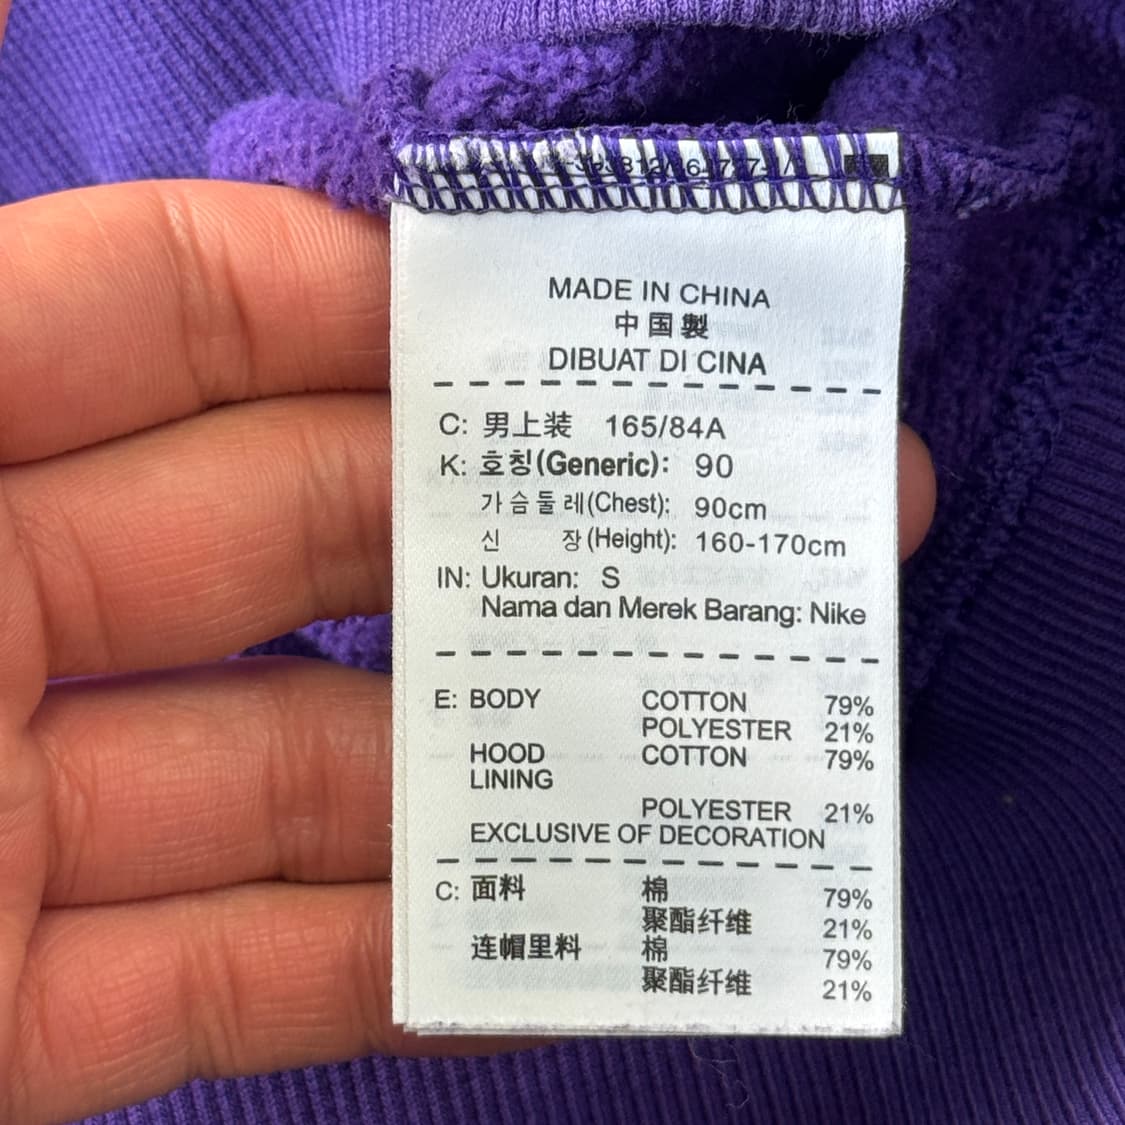 MADE IN CHINA
中国製
DIBUAT DI CINA
C: 男上装 165/84A
K: 호칭(Generic): 90
가슴둘레(Chest): 90cm
신 장(Height): 160-170cm
IN: Ukuran: S
Nama dan Merek Barang: Nike
E: BODY COTTON 79%
POLYESTER 21%
HOOD COTTON 79%
LINING
POLYESTER 21%
EXCLUSIVE OF DECORATION
C: 面料 棉 79%
聚酯纤维 21%
连帽里料 棉 79%
聚酯纤维 21%